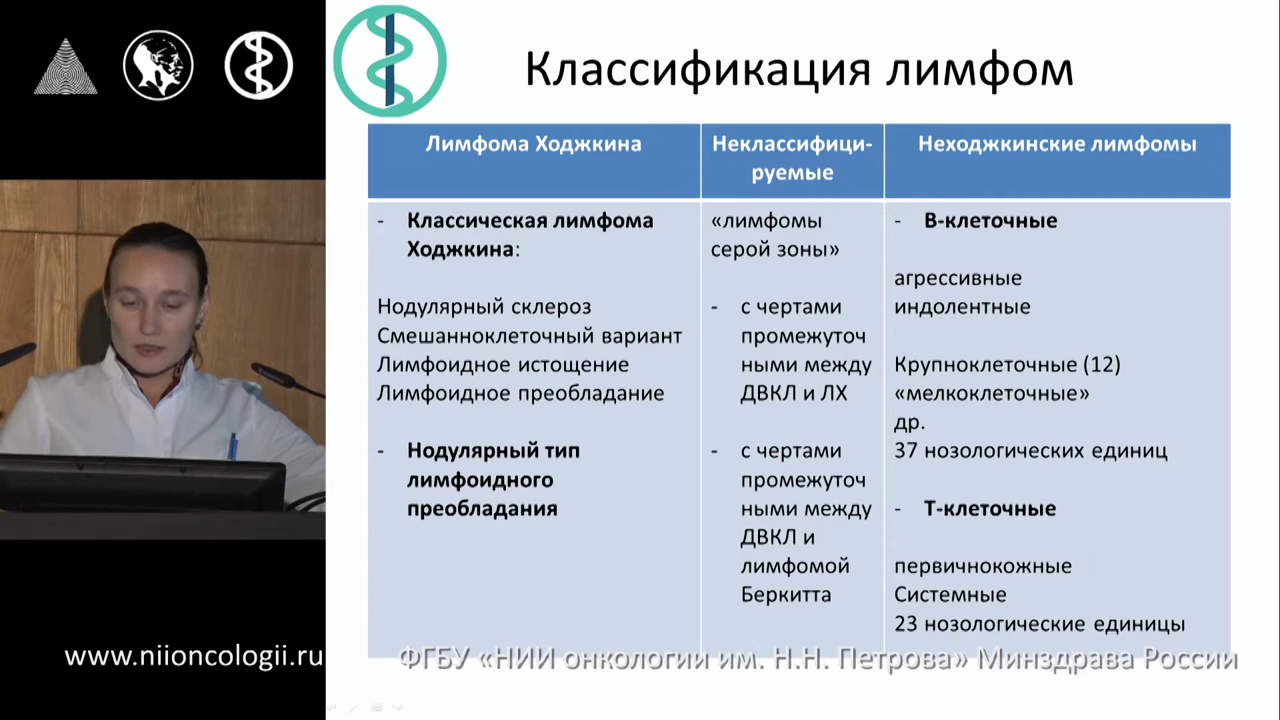 Классификация лимфом
Лимфома Ходжкина
Неклассифици-
руемые
Неходжкинские лимфомы
- Классическая лимфома
Ходжкина:
Нодулярный склероз
Смешанноклеточный вариант
Лимфоидное истощение
Лимфоидное преобладание
- Нодулярный тип
лимфоидного
преобладания
«лимфомы
серой зоны»
- с чертами
промежуточ
ными между
ДВКЛ и ЛХ
- с чертами
промежуточ
ными между
ДВКЛ и
лимфомой
Беркитта
- В-клеточные
агрессивные
индолентные
Крупноклеточные (12)
«мелкоклеточные»
др.
37 нозологических единиц
- Т-клеточные
первичнокожные
Системные
23 нозологические единицы
www.niioncologii.ru
ФГБУ «НИИ онкологии им. Н.Н. Петрова» Минздрава России